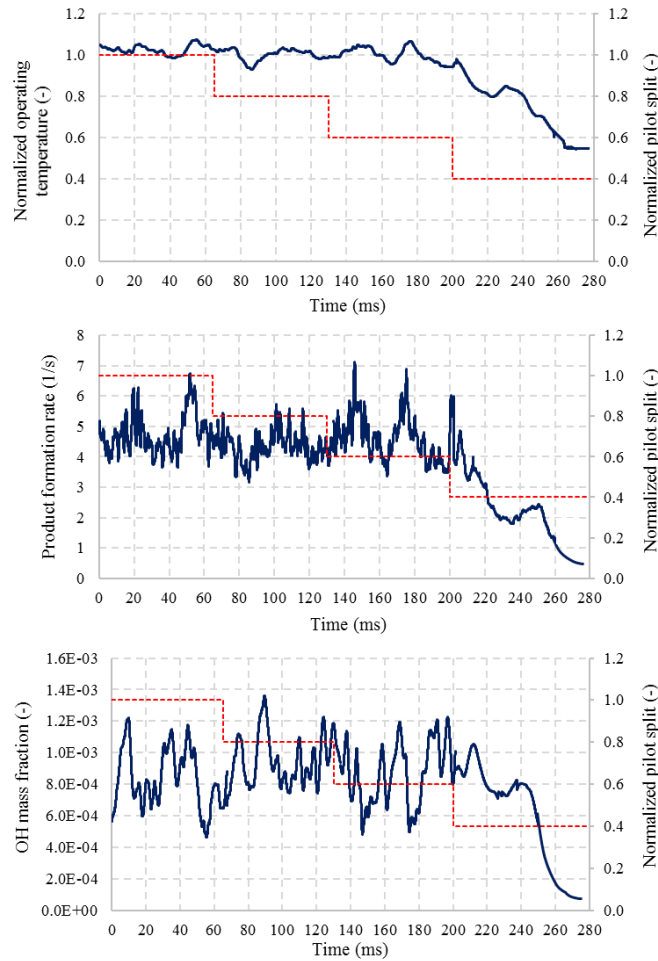 1.2 1.2
1.0 1.0
0.8 0.8
0.6 0.6
0.4 0.4
0.2 0.2
0.0 0.0
0 20 40 60 80 100 120 140 160 180 200 220 240 260 280
Time (ms)
Normalized operating
temperature (-)
Normalized pilot split (-)
8 1.2
7 1.0
6 0.8
5
4 0.6
3 0.4
2
1 0.2
0 0.0
0 20 40 60 80 100 120 140 160 180 200 220 240 260 280
Time (ms)
Product formation rate (1/s)
Normalized pilot split (-)
1.6E-03 1.2
1.4E-03 1.0
1.2E-03
1.0E-03 0.8
8.0E-04 0.6
6.0E-04 0.4
4.0E-04
2.0E-04 0.2
0.0E+00 0.0
0 20 40 60 80 100 120 140 160 180 200 220 240 260 280
Time (ms)
OH mass fraction (-)
Normalized pilot split (-)